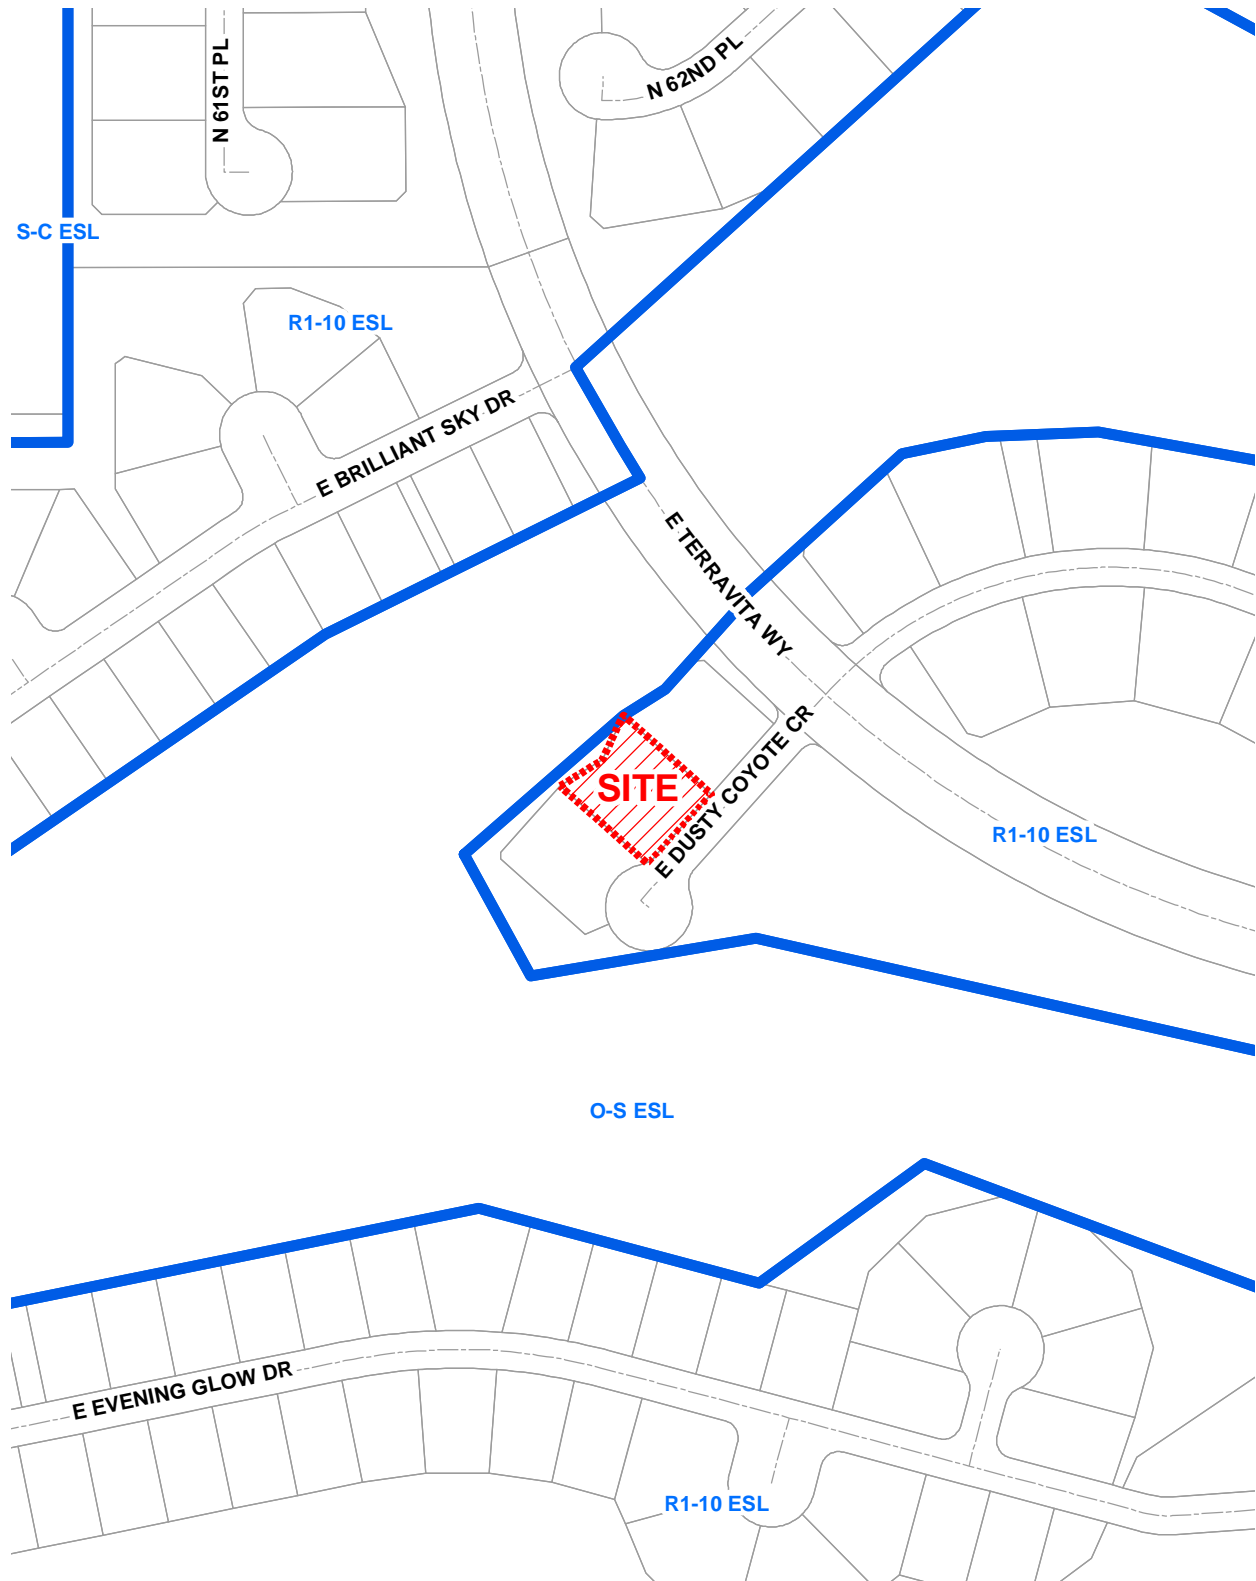 N 61ST PL
N 62ND PL
S-C ESL
R1-10 ESL
E BRILLIANT SKY DR
E TERRAVITA WY
SITE
E DUSTY COYOTE CR
R1-10 ESL
O-S ESL
E EVENING GLOW DR
R1-10 ESL